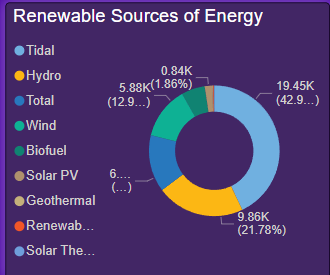 Renewable Sources of Energy
Tidal
Hydro
Total
Wind
Biofuel
Solar PV
Geothermal
Renewab...
Solar The...
0.84K
(1.86%)
5.88K
(12.9...)
6....
(...)
19.45K
(42.9...)
9.86K
(21.78%)